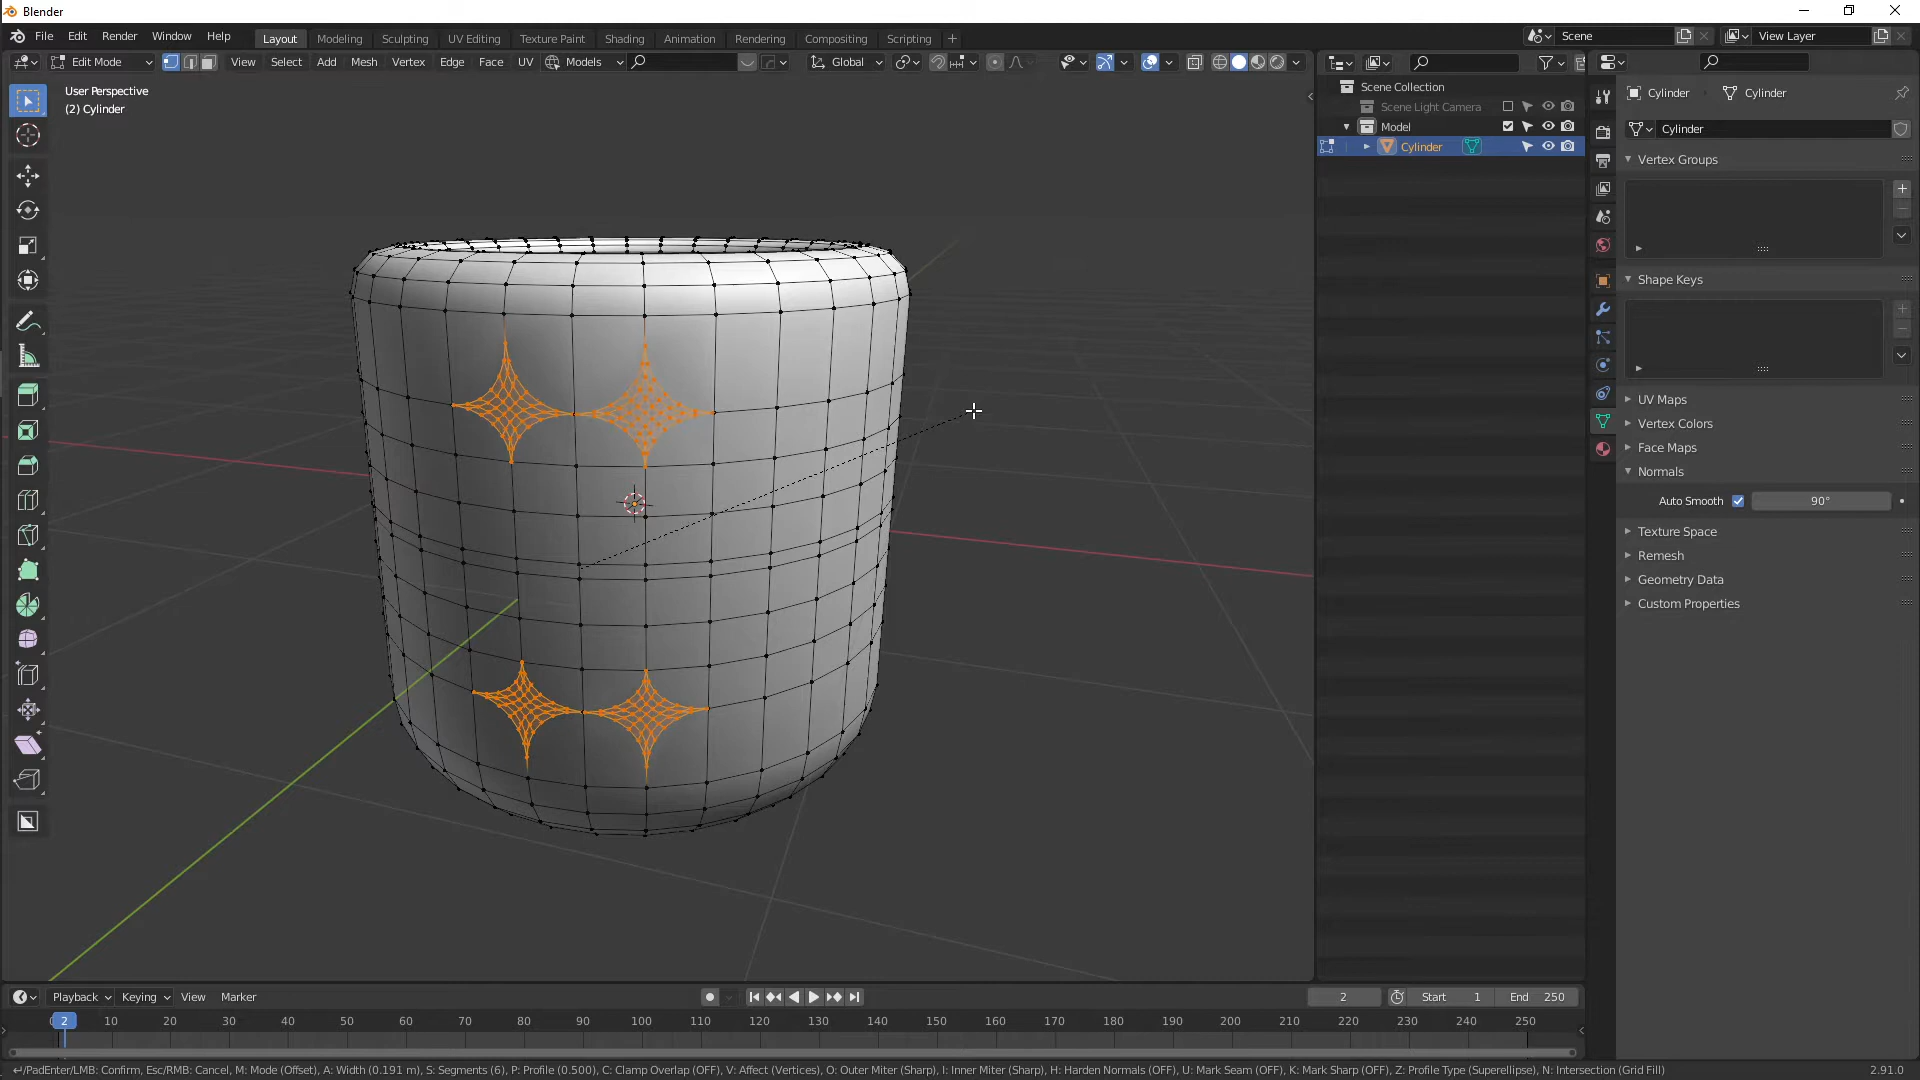 Blender
File Edit Render Window Help
Layout Modeling Sculpting UV Editing Texture Paint Shading Animation Rendering Compositing Scripting
Scene
View Layer
Edit Mode
View Select Add Mesh Vertex Edge Face UV
Models
Global
User Perspective
(2) Cylinder
Scene Collection
Scene Light Camera
Model
Cylinder
Cylinder
Cylinder
Cylinder
Vertex Groups
Shape Keys
UV Maps
Vertex Colors
Face Maps
Normals
Auto Smooth
90°
Texture Space
Remesh
Geometry Data
Custom Properties
Playback
Keying
View
Marker
2
Start 1
End 250
2 10 20 30 40 50 60 70 80 90 100 110 120 130 140 150 160 170 180 190 200 210 220 230 240 250
/PadEnter/LMB: Confirm, Esc/RMB: Cancel, M: Mode (Offset), A: Width (0.191 m), S: Segments (6), P: Profile (0.500), C: Clamp Overlap (OFF), V: Affect (Vertices), O: Outer Miter (Sharp), I: Inner Miter (Sharp), H: Harden Normals (OFF), U: Mark Seam (OFF), K: Mark Sharp (OFF), Z: Profile Type (Superellipse), N: Intersection (Grid Fill)
2.91.0